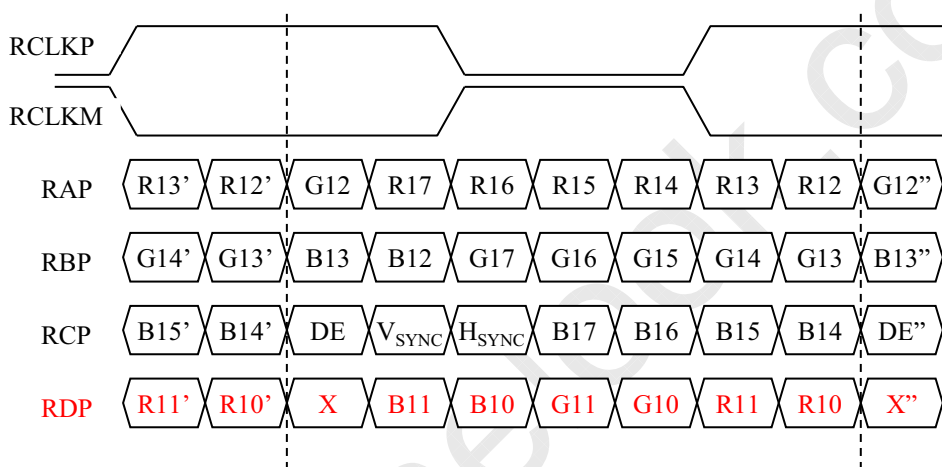 RCLKP
RCLKM
RAP R13’ R12’ G12 R17 R16 R15 R14 R13 R12 G12”
RBP G14’ G13’ B13 B12 G17 G16 G15 G14 G13 B13”
RCP B15’ B14’ DE VSYNC HSYNC B17 B16 B15 B14 DE”
RDP R11’ R10’ X B11 B10 G11 G10 R11 R10 X”